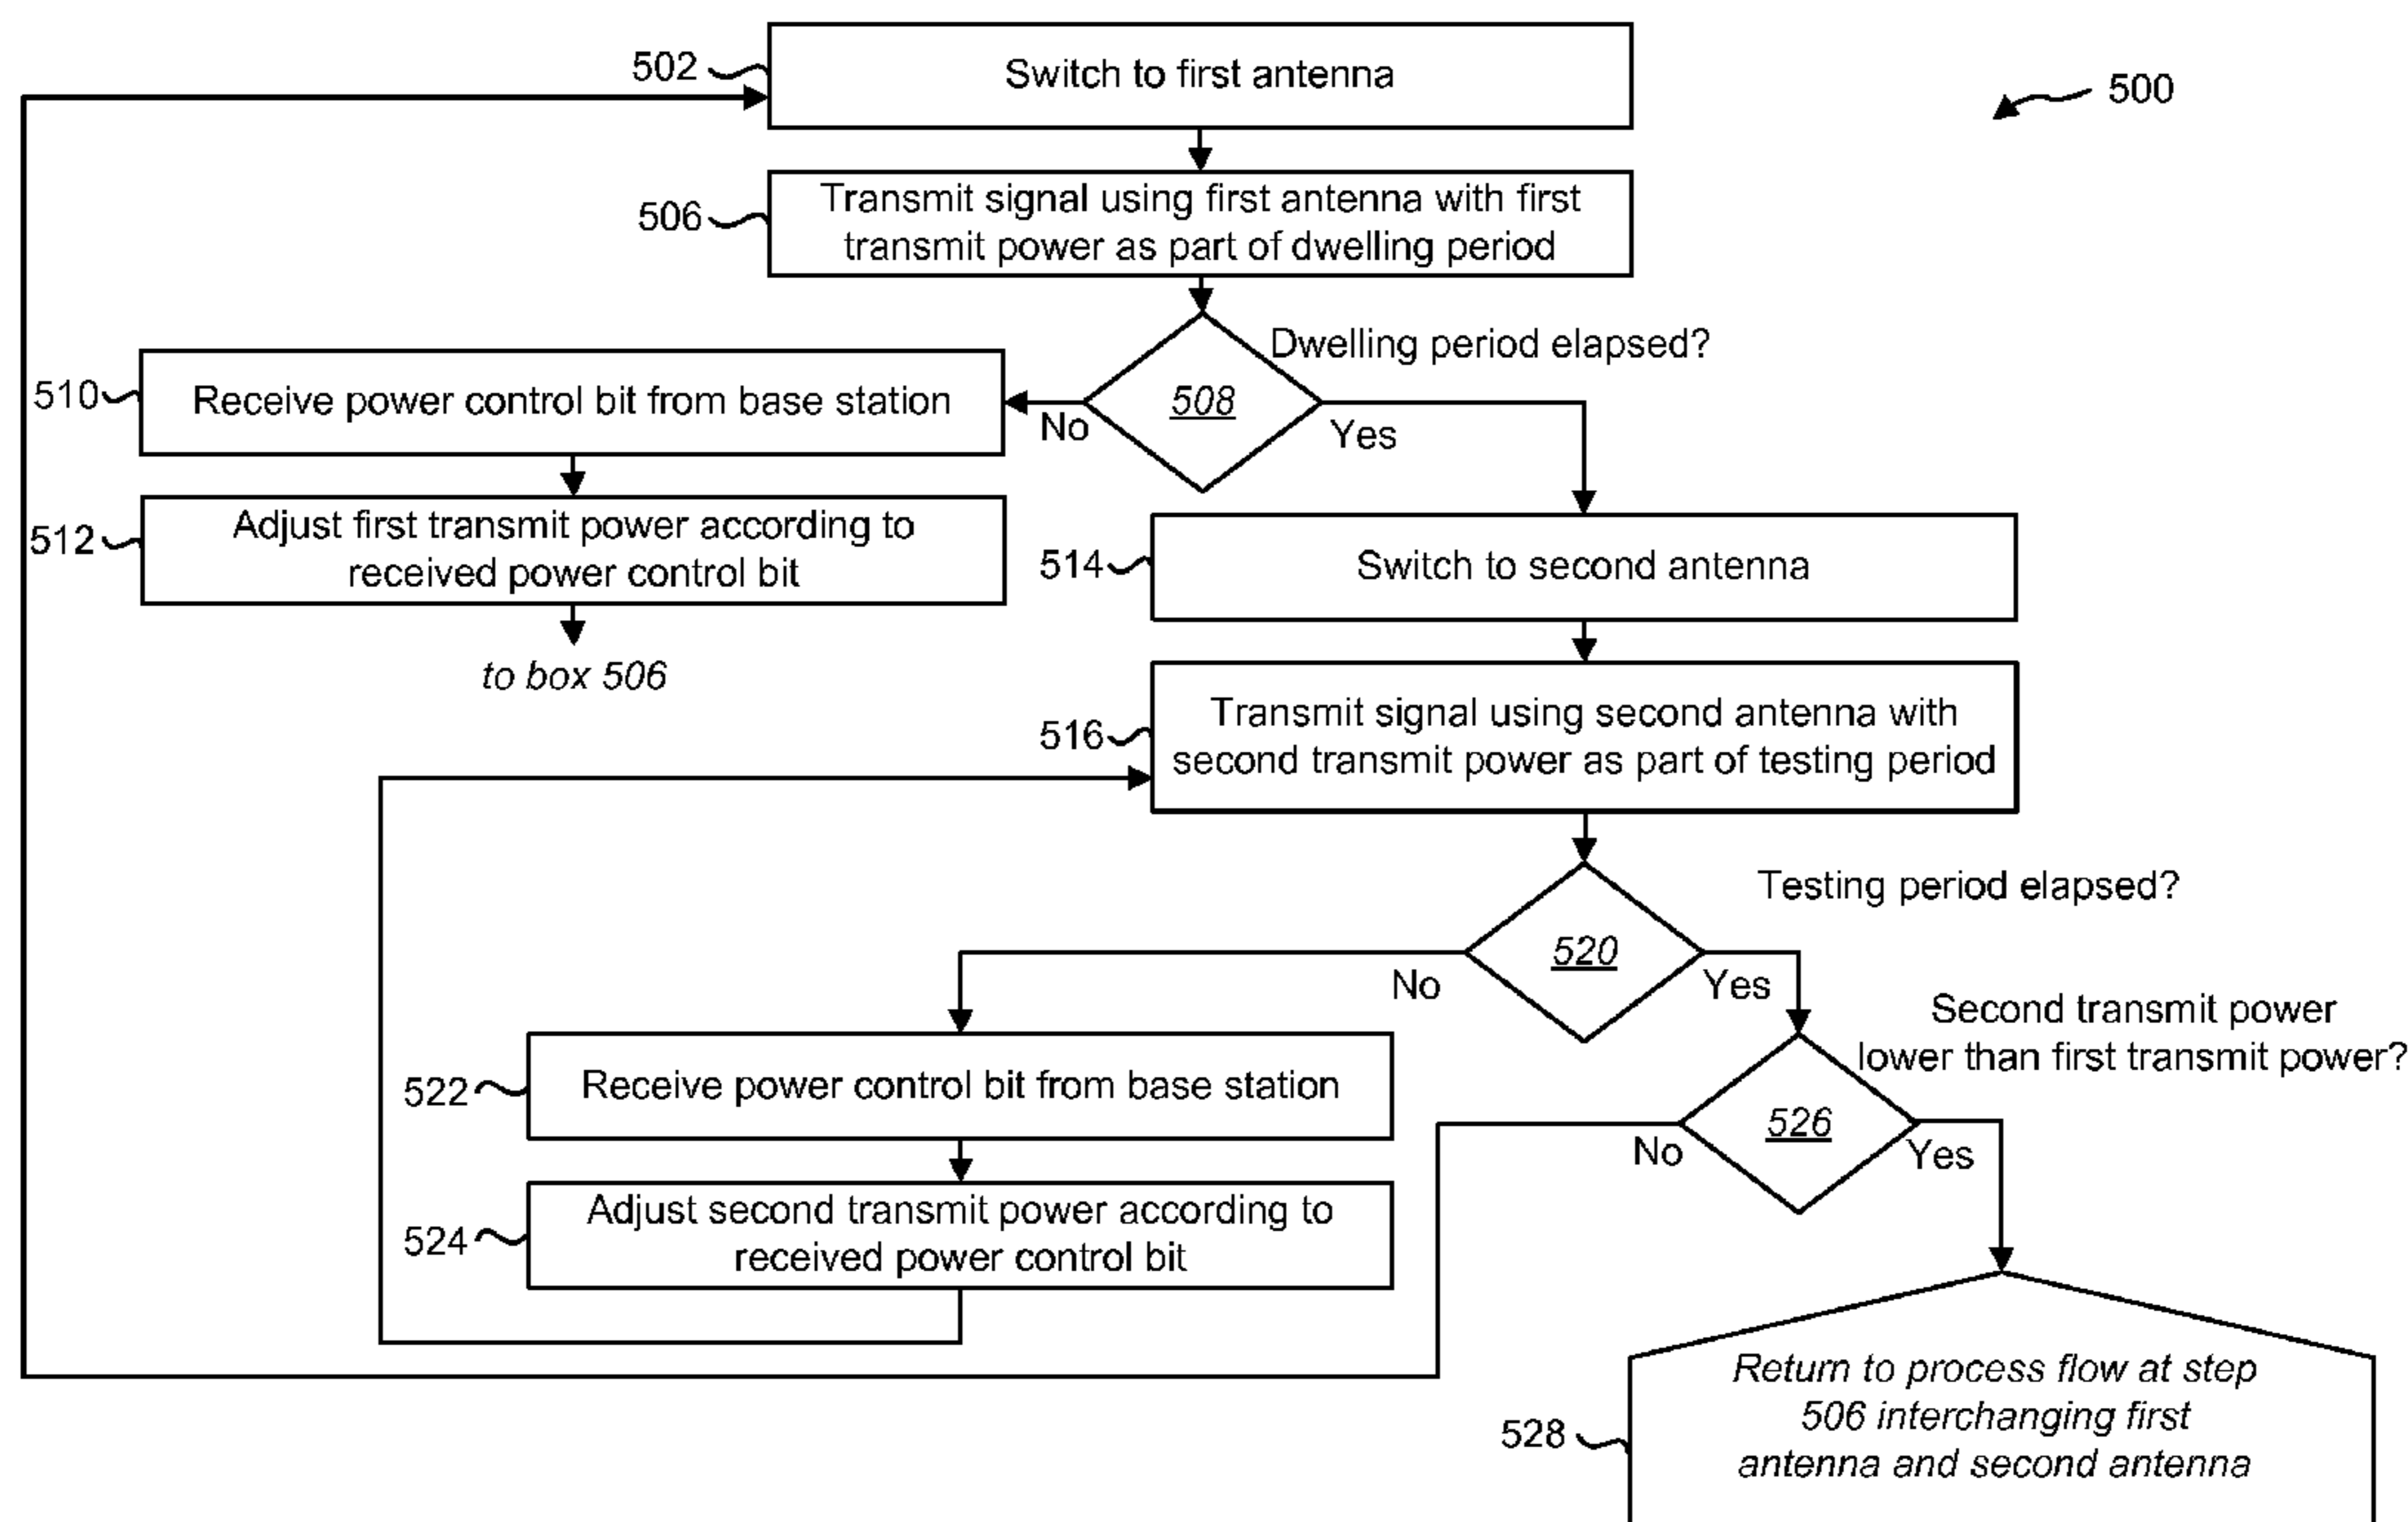 502
Switch to first antenna
500
506
Transmit signal using first antenna with first
transmit power as part of dwelling period
Dwelling period elapsed?
508
No
Yes
510
Receive power control bit from base station
512
Adjust first transmit power according to
received power control bit
to box 506
514
Switch to second antenna
516
Transmit signal using second antenna with
second transmit power as part of testing period
Testing period elapsed?
520
No
Yes
Second transmit power
lower than first transmit power?
522
Receive power control bit from base station
526
No
Yes
524
Adjust second transmit power according to
received power control bit
528
Return to process flow at step
506 interchanging first
antenna and second antenna